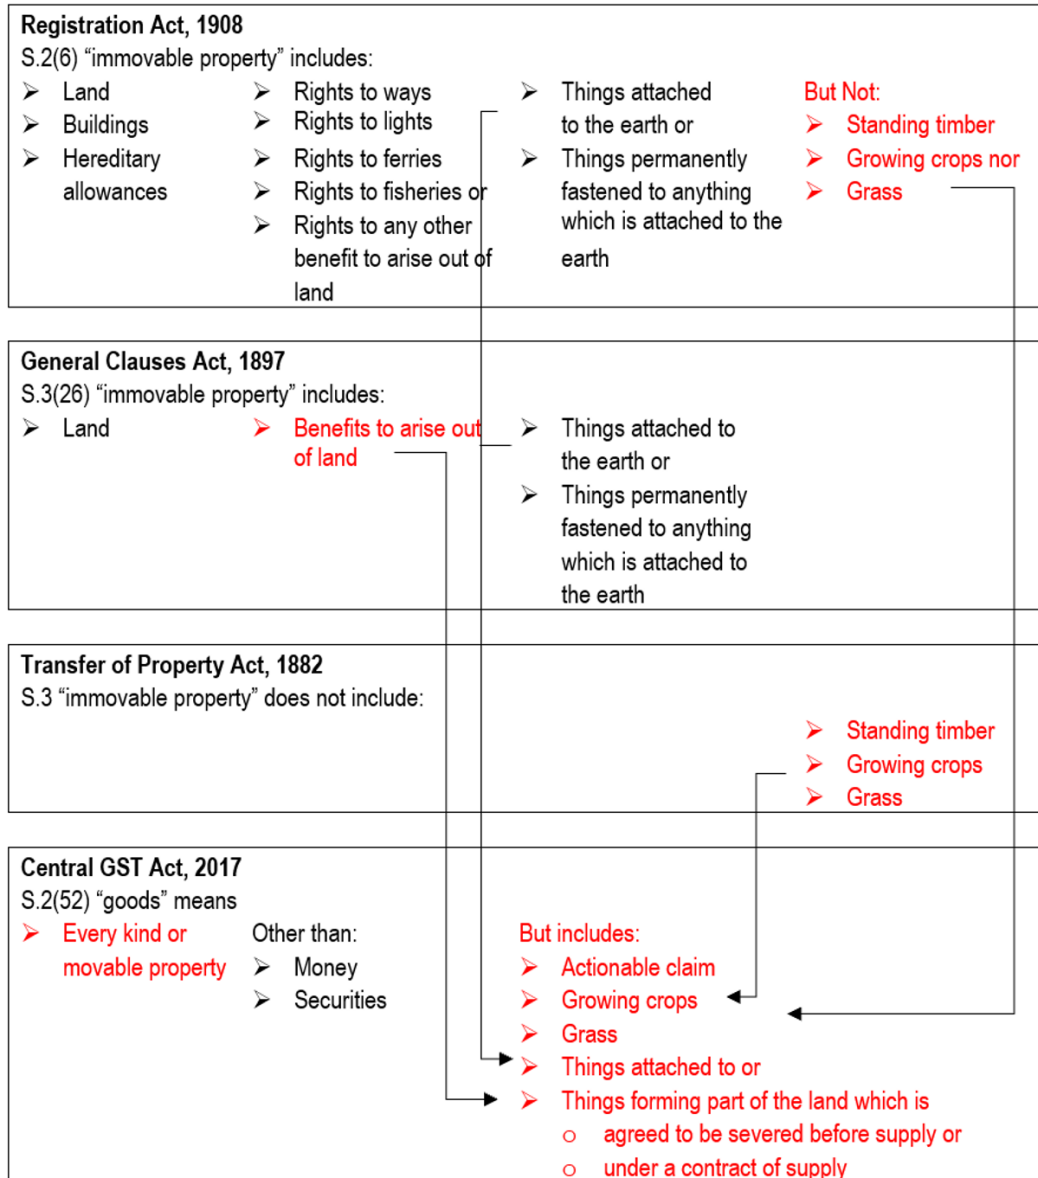 Registration Act, 1908
S.2(6) “immovable property” includes:
➢ Land
➢ Buildings
➢ Hereditary
allowances
➢ Rights to ways
➢ Rights to lights
➢ Rights to ferries
➢ Rights to fisheries or
➢ Rights to any other
benefit to arise out of
land
➢ Things attached
to the earth or
➢ Things permanently
fastened to anything
which is attached to the
earth
But Not:
➢ Standing timber
➢ Growing crops nor
➢ Grass
General Clauses Act, 1897
S.3(26) “immovable property” includes:
➢ Land
➢ Benefits to arise out
of land
➢ Things attached to
the earth or
➢ Things permanently
fastened to anything
which is attached to
the earth
Transfer of Property Act, 1882
S.3 “immovable property” does not include:
➢ Standing timber
➢ Growing crops
➢ Grass
Central GST Act, 2017
S.2(52) “goods” means
➢ Every kind or
movable property
Other than:
➢ Money
➢ Securities
But includes:
➢ Actionable claim
➢ Growing crops
➢ Grass
➢ Things attached to or
➢ Things forming part of the land which is
o agreed to be severed before supply or
o under a contract of supply